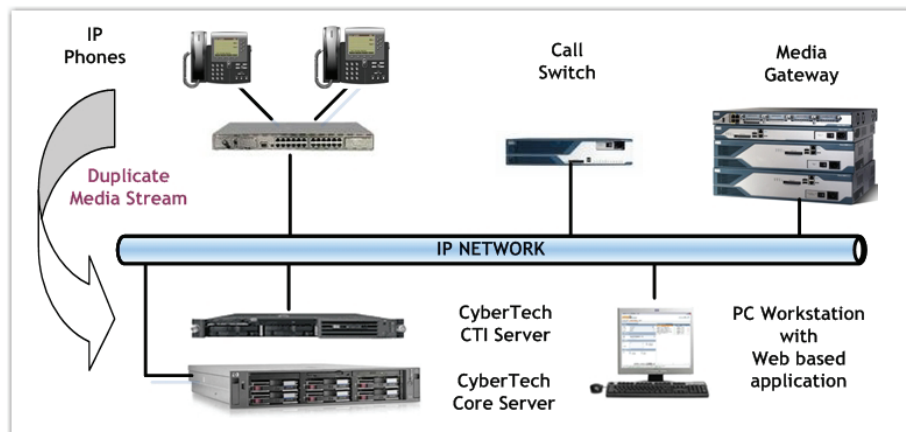 IP
Phones
Call
Switch
Media
Gateway
Duplicate
Media Stream
IP NETWORK
CyberTech
CTI Server
CyberTech
Core Server
PC Workstation
with
Web based
application